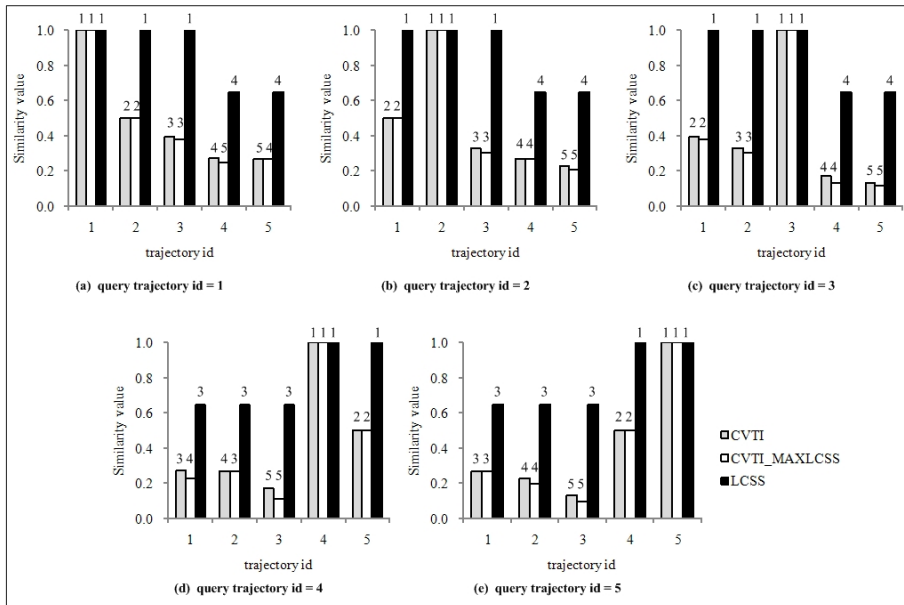 1 1 1 1 1
1.0
0.8
0.6
0.4
0.2
0.0
Similarity value
2 2 3 3 4 5 4 5 4 4
1 2 3 4 5
trajectory id
(a) query trajectory id = 1
1 1 1 1 1
1.0
0.8
0.6
0.4
0.2
0.0
Similarity value
2 2 3 3 4 4 4 5 5 4
1 2 3 4 5
trajectory id
(b) query trajectory id = 2
1 1 1 1 1
1.0
0.8
0.6
0.4
0.2
0.0
Similarity value
2 2 3 3 4 4 4 5 5 4
1 2 3 4 5
trajectory id
(c) query trajectory id = 3
1 1 1 1
1.0
0.8
0.6
0.4
0.2
0.0
Similarity value
3 4 3 4 3 3 5 5 3 2 2
1 2 3 4 5
trajectory id
(d) query trajectory id = 4
1 1 1 1
1.0
0.8
0.6
0.4
0.2
0.0
Similarity value
3 3 3 4 4 3 5 5 3 2 2
1 2 3 4 5
trajectory id
(e) query trajectory id = 5
CVTI
CVTI_MAXLCSS
LCSS